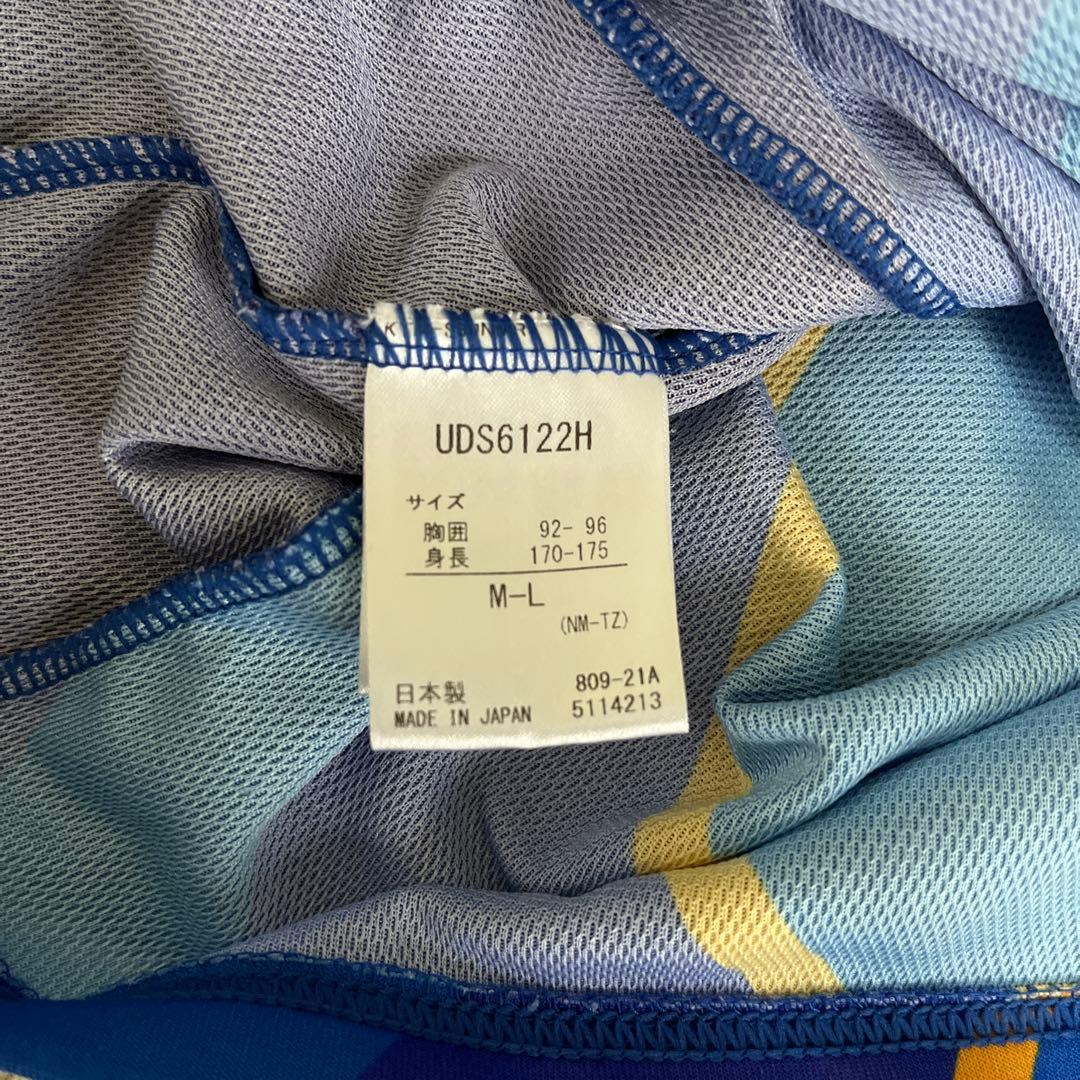 UDS6122H
サイズ
胸囲 92- 96
身長 170-175
M-L
(NM-TZ)
日本製 809-21A
MADE IN JAPAN 5114213